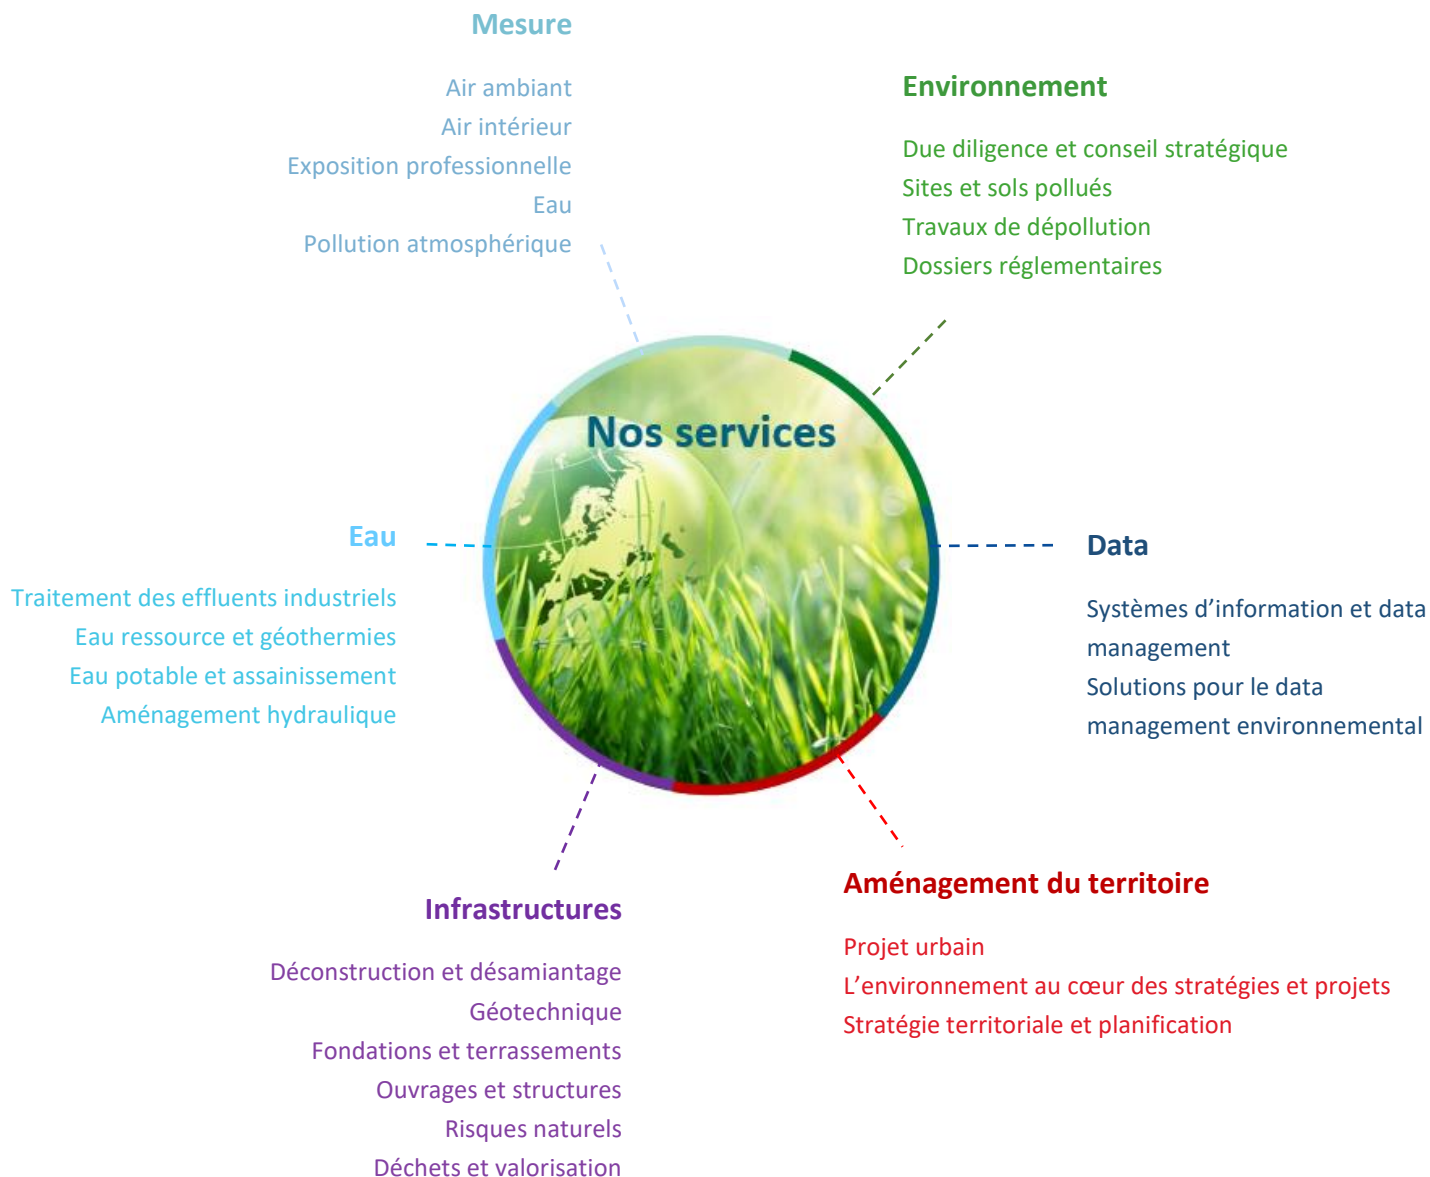 Mesure
Air ambiant
Air intérieur
Exposition professionnelle
Eau
Pollution atmosphérique
Environnement
Due diligence et conseil stratégique
Sites et sols pollués
Travaux de dépollution
Dossiers réglementaires
Nos services
Eau
Traitement des effluents industriels
Eau ressource et géothermies
Eau potable et assainissement
Aménagement hydraulique
Data
Systèmes d’information et data
management
Solutions pour le data
management environnemental
Infrastructures
Déconstruction et désamiantage
Géotechnique
Fondations et terrassements
Ouvrages et structures
Risques naturels
Déchets et valorisation
Aménagement du territoire
Projet urbain
L’environnement au cœur des stratégies et projets
Stratégie territoriale et planification